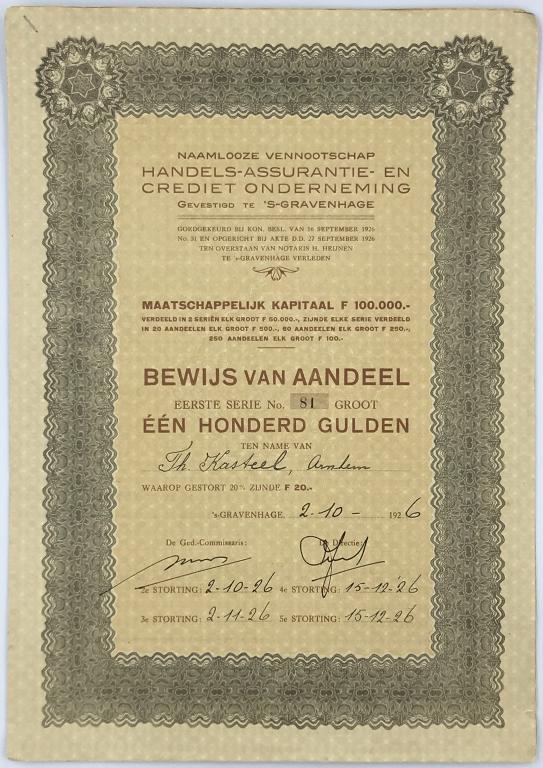 NAAMLOOZE VENNOOTSCHAP
HANDELS-ASSURANTIE- EN
CREDIET ONDERNEMING
GEVESTIGD TE 'S-GRAVENHAGE
GOEDGEKEURD BIJ KON. BESL. VAN 16 SEPTEMBER 1926
No. 31 EN OPGERICHT BIJ AKTE D.D. 27 SEPTEMBER 1926
TEN OVERSTAAN VAN NOTARIS H. HEIJNEN
TE 's-GRAVENHAGE VERLEDEN
MAATSCHAPPELIJK KAPITAAL F 100.000.-
VERDEELD IN 2 SERIËN ELK GROOT F 50.000.-, ZIJNDE ELKE SERIE VERDEELD
IN 20 AANDEELEN ELK GROOT F 500.-, 60 AANDEELEN ELK GROOT F 250.-,
250 AANDEELEN ELK GROOT F 100.-
BEWIJS VAN AANDEEL
EERSTE SERIE No. 81 GROOT
ÉÉN HONDERD GULDEN
TEN NAME VAN
Th. Kasteel, Arnhem
WAAROP GESTORT 20% ZIJNDE F 20.-
's-GRAVENHAGE, 2-10- 1926
De Ged.-Commissaris: De Directie:
2e STORTING: 2-10-26 4e STORTING: 15-12-'26
3e STORTING: 2-11-26 5e STORTING: 15-12-26